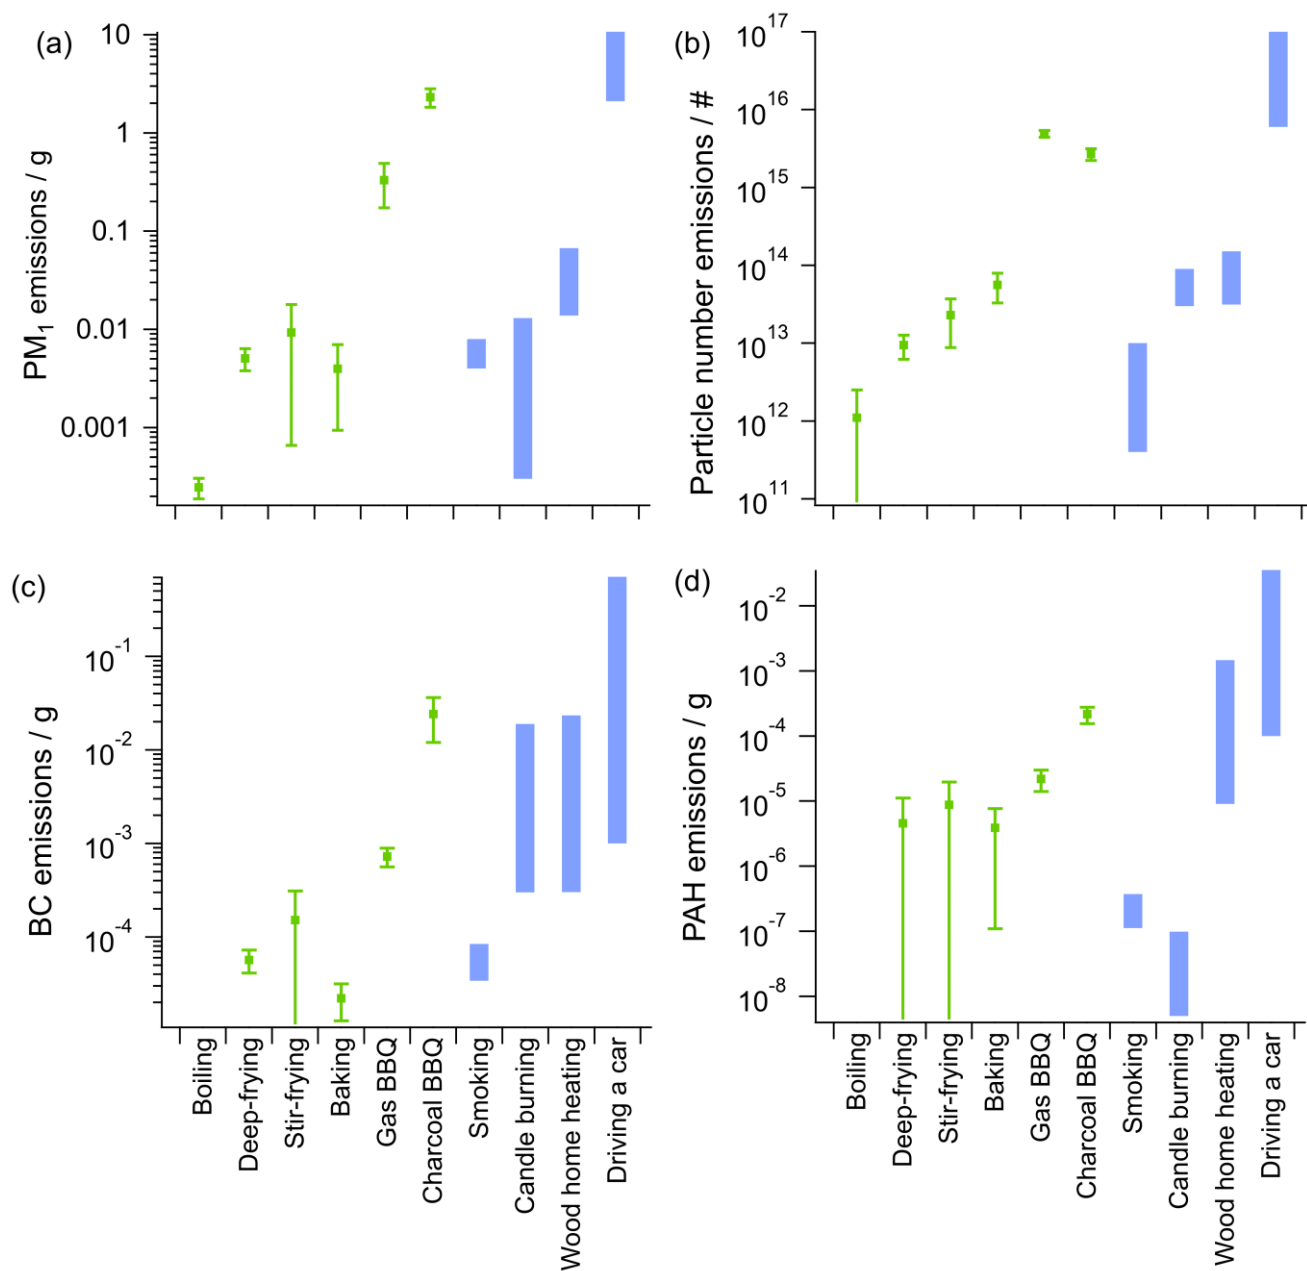 (a)
PM1 emissions / g
10
1
0.1
0.01
0.001
(b)
Particle number emissions / #
10^17
10^16
10^15
10^14
10^13
10^12
10^11
(c)
BC emissions / g
10^-1
10^-2
10^-3
10^-4
Boiling
Deep-frying
Stir-frying
Baking
Gas BBQ
Charcoal BBQ
Smoking
Candle burning
Wood home heating
Driving a car
(d)
PAH emissions / g
10^-2
10^-3
10^-4
10^-5
10^-6
10^-7
10^-8
Boiling
Deep-frying
Stir-frying
Baking
Gas BBQ
Charcoal BBQ
Smoking
Candle burning
Wood home heating
Driving a car